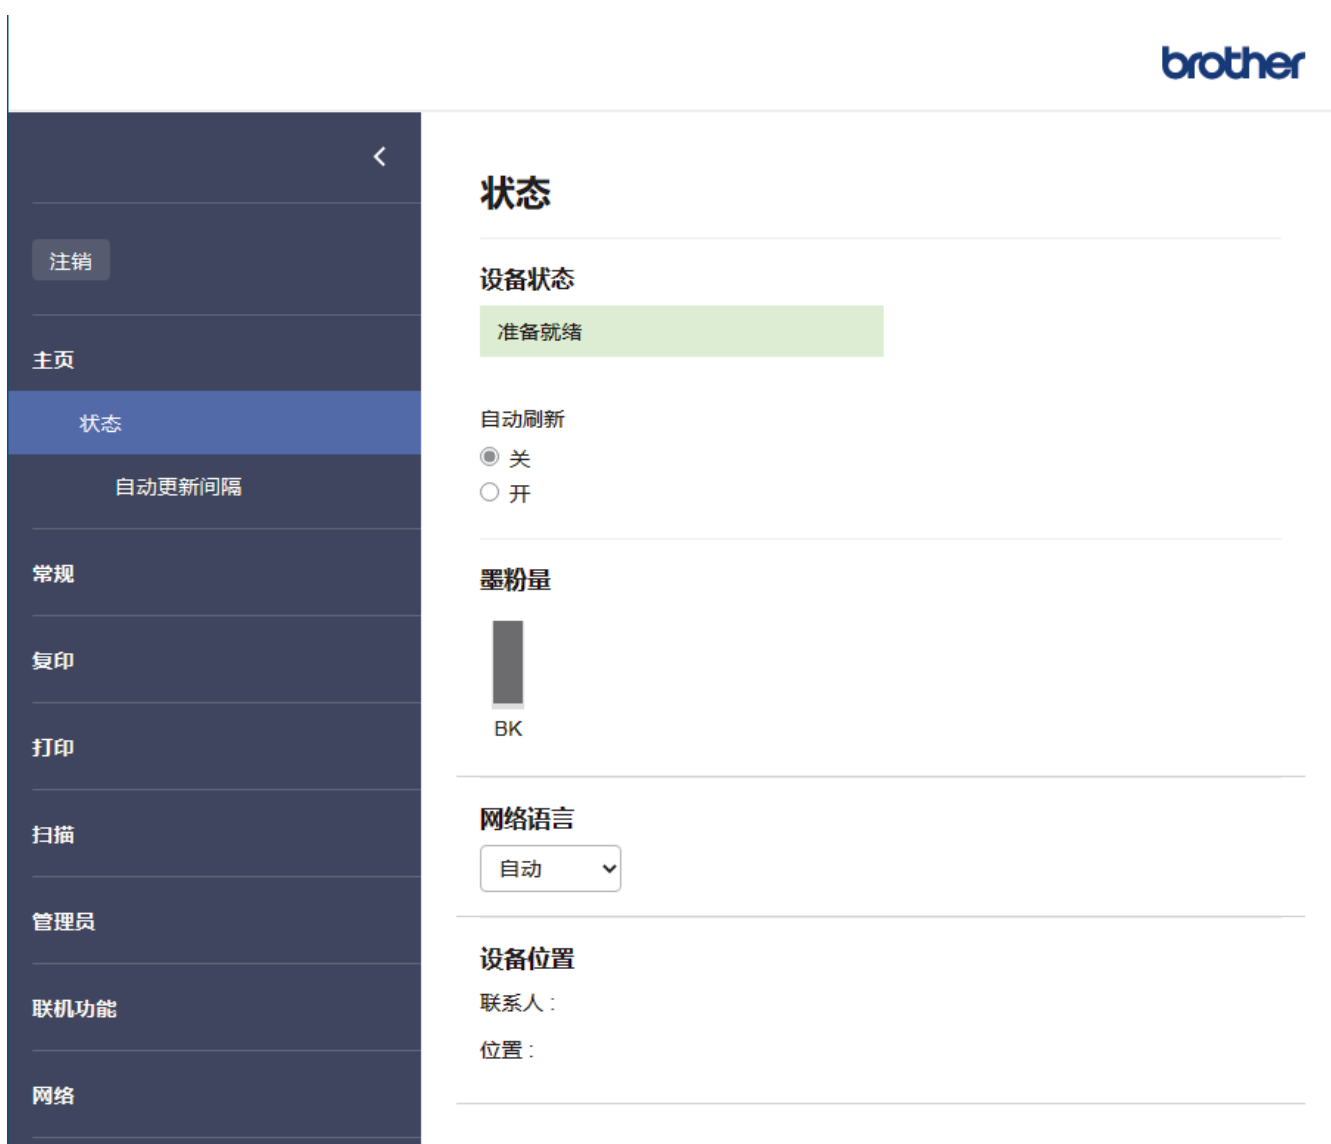 brother
注销
主页
状态
自动更新间隔
常规
复印
打印
扫描
管理员
联机功能
网络
状态
设备状态
准备就绪
自动刷新
关
开
墨粉量
BK
网络语言
自动
设备位置
联系人 :
位置 :